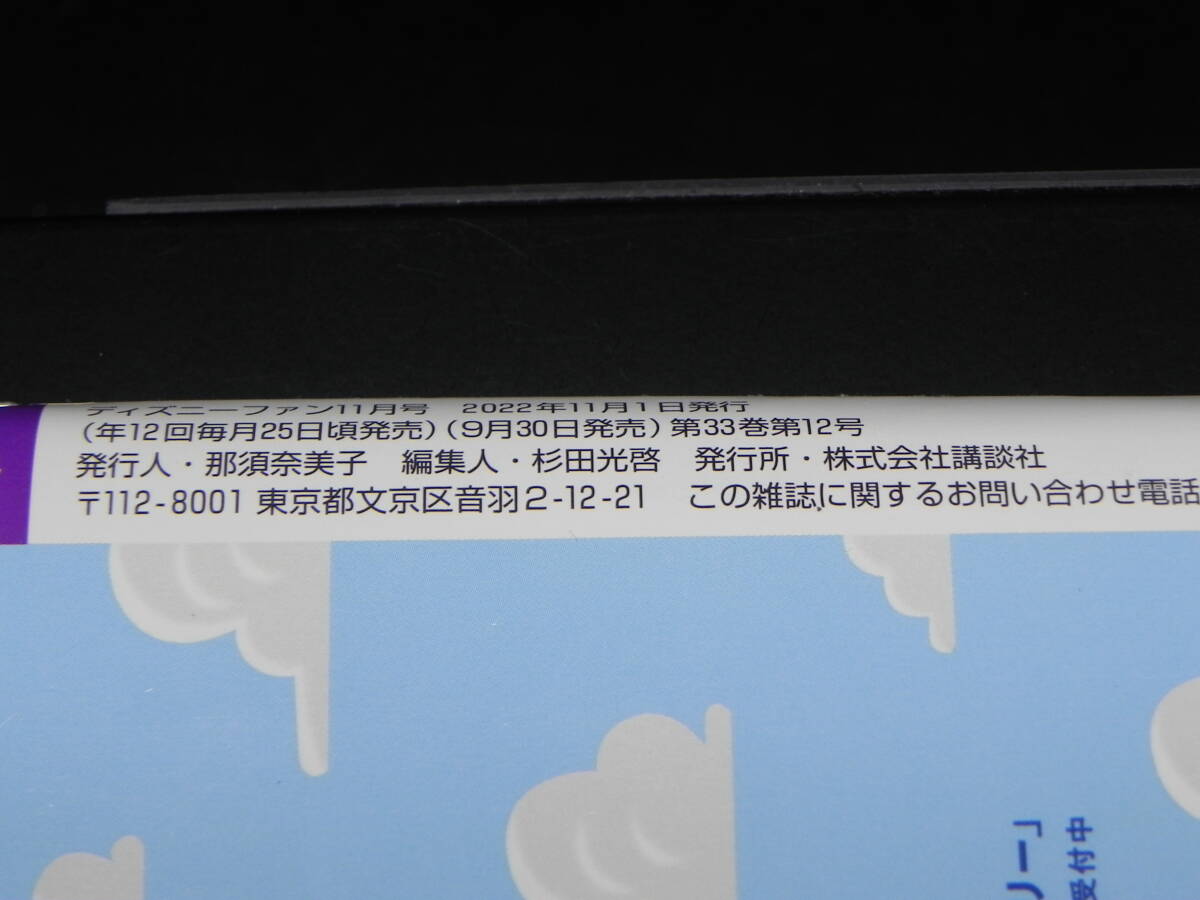 ディズニーファン11月号　2022年11月1日発行
(年12回毎月25日頃発売)(9月30日発売)第33巻第12号
発行人・那須奈美子　編集人・杉田光啓　発行所・株式会社講談社
〒112-8001 東京都文京区音羽2-12-21　この雑誌に関するお問い合わせ電話
リー」
受付中